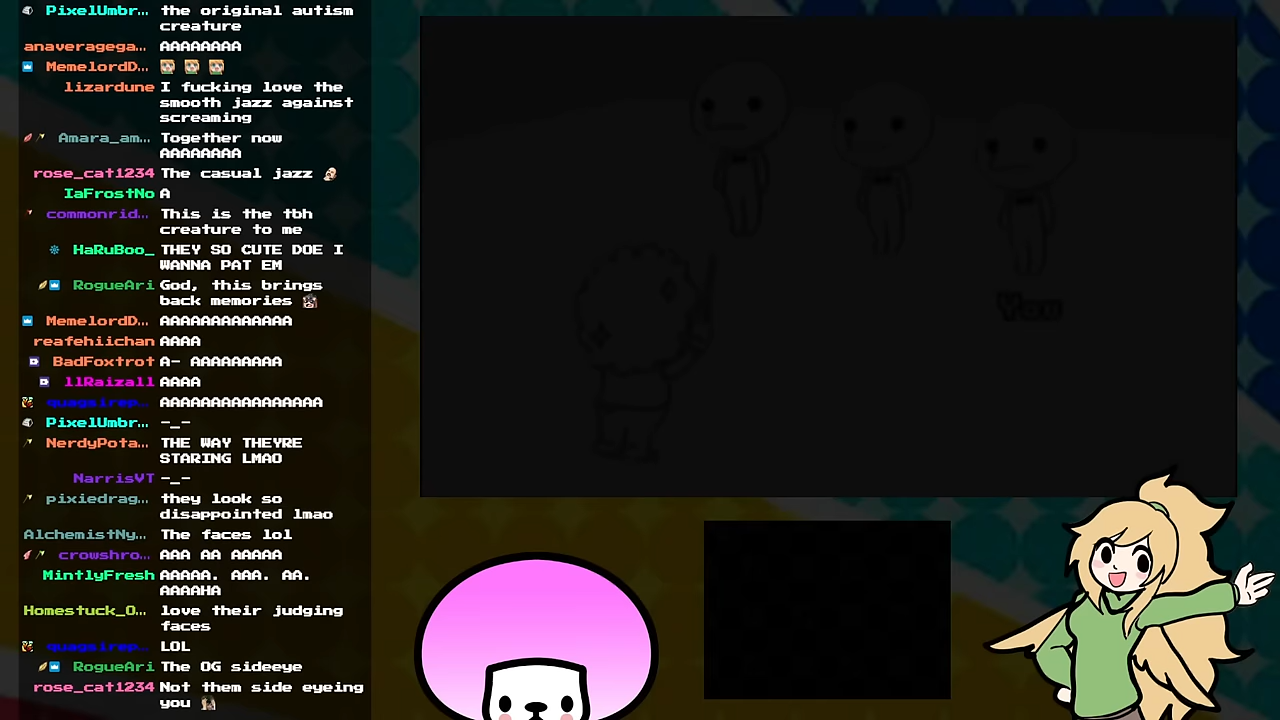 PixelUmbr… the original autism
creature
anaveragega… AAAAAAAA
MemelordD…
lizardune I fucking love the
smooth jazz against
screaming
Amara_am… Together now
AAAAAAAA
rose_cat1234 The casual jazz
IaFrostNo A
commonrid… This is the tbh
creature to me
HaRuBoo_ THEY SO CUTE DOE I
WANNA PAT EM
RogueAri God, this brings
back memories
MemelordD… AAAAAAAAAAAAA
reafehiichan AAAA
BadFoxtrot A- AAAAAAAAA
llRaizall AAAA
quagsirep… AAAAAAAAAAAAAAAA
PixelUmbr… -_-
NerdyPota… THE WAY THEYRE
STARING LMAO
NarrisVT -_-
pixiedrag… they look so
disappointed lmao
AlchemistNy… The faces lol
crowshro… AAA AA AAAAA
MintlyFresh AAAAA. AAA. AA.
AAAAHA
Homestuck_O… love their judging
faces
quagsirep… LOL
RogueAri The OG sideeye
rose_cat1234 Not them side eyeing
you
You